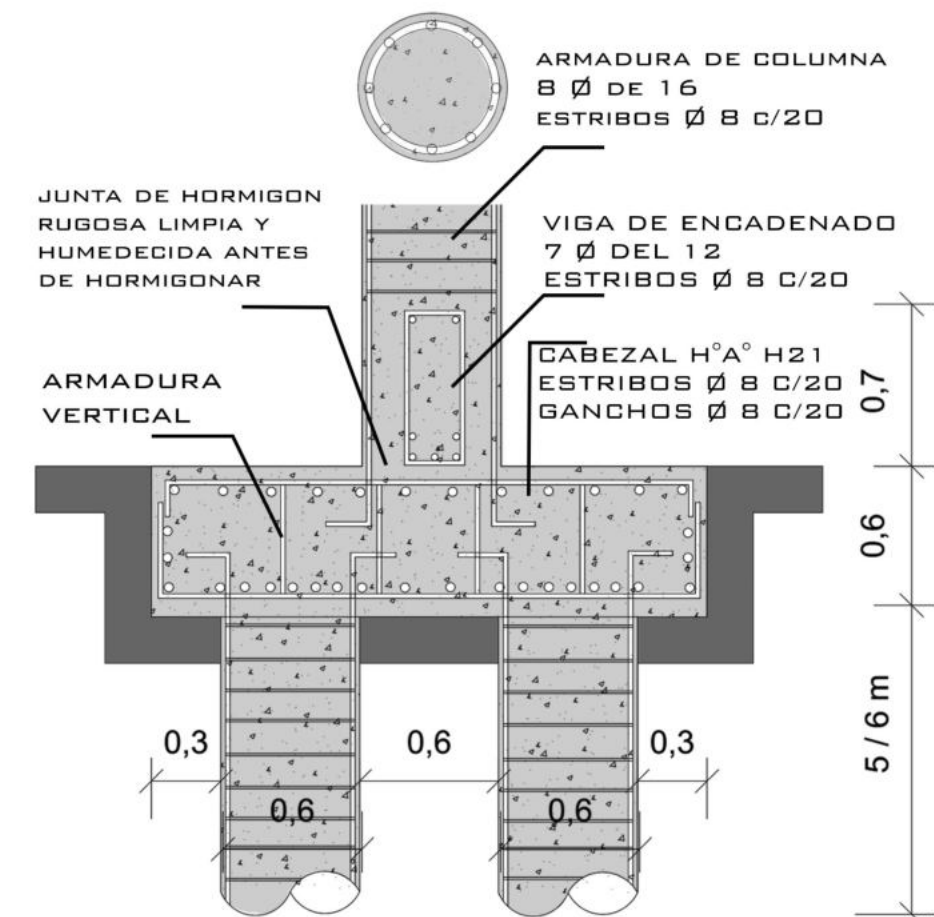 ARMADURA DE COLUMNA
8 Ø DE 16
ESTRIBOS Ø 8 C/20
JUNTA DE HORMIGON
RUGOSA LIMPIA Y
HUMEDECIDA ANTES
DE HORMIGONAR
VIGA DE ENCADENADO
7 Ø DEL 12
ESTRIBOS Ø 8 C/20
CABEZAL H°A° H21
ESTRIBOS Ø 8 C/20
GANCHOS Ø 8 C/20
ARMADURA
VERTICAL
0,7
0,6
5 / 6 m
0,3
0,6
0,3
0,6
0,6